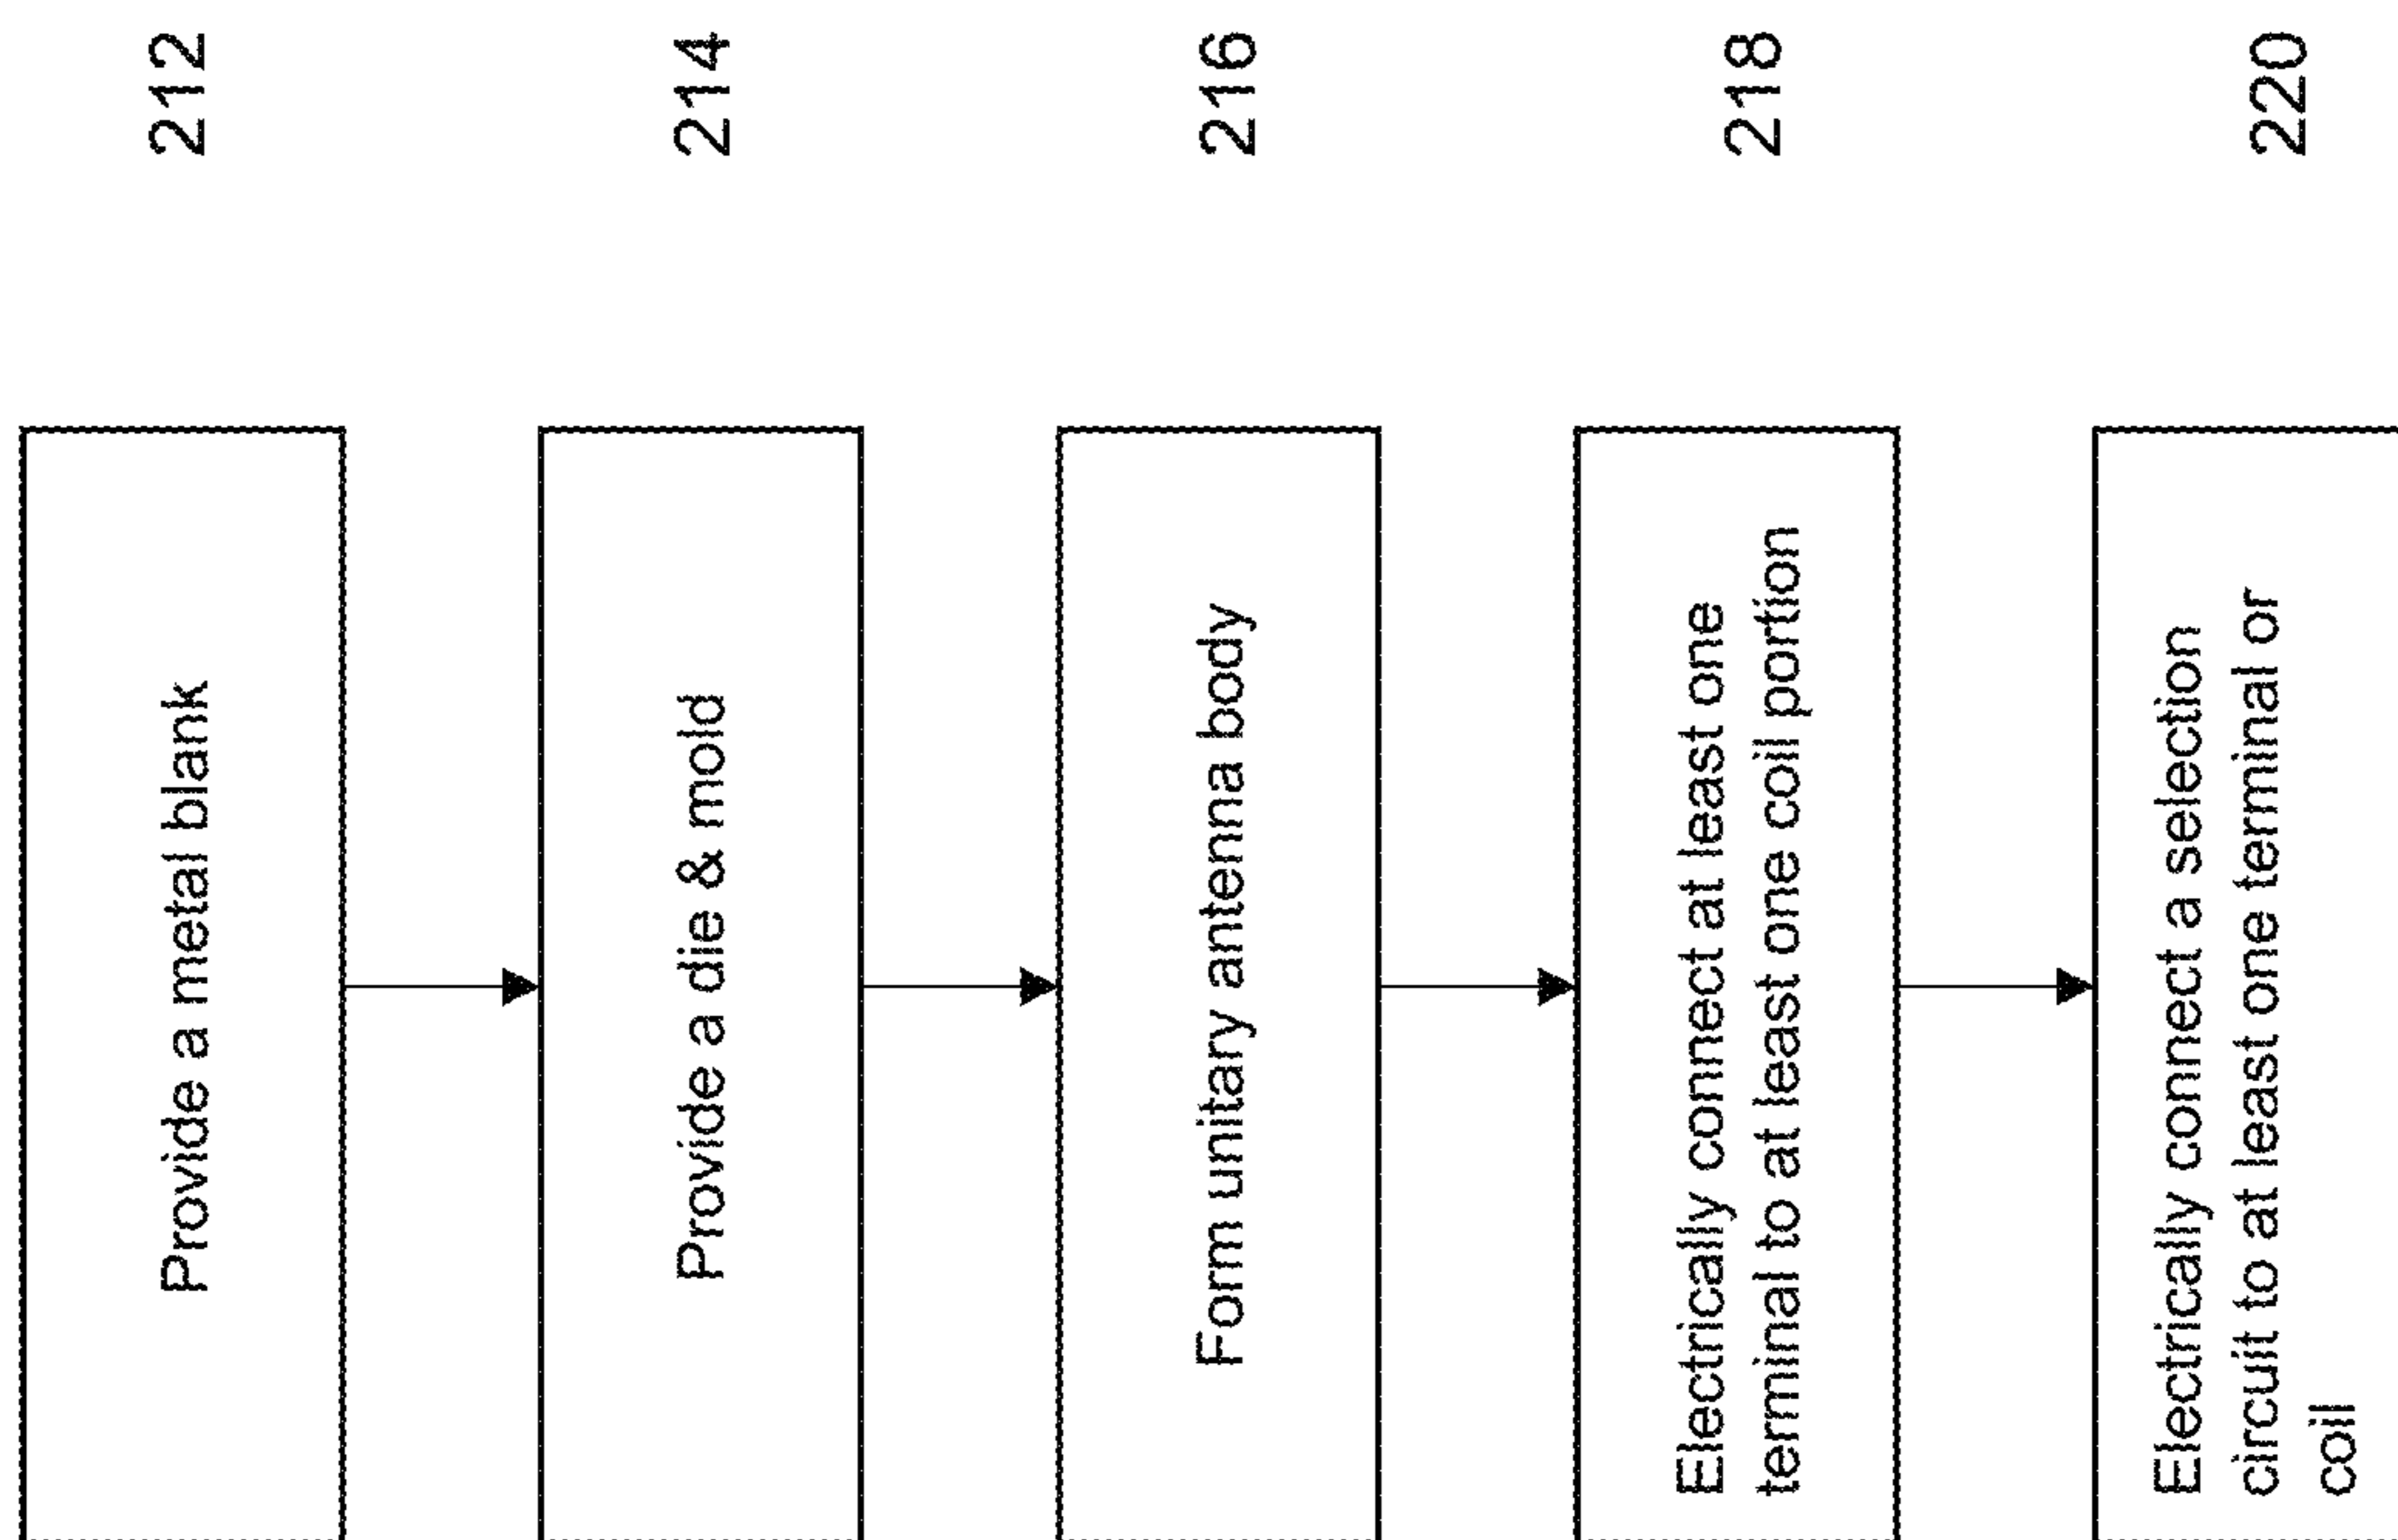 Provide a metal blank
212
Provide a die & mold
214
Form unitary antenna body
216
Electrically connect at least one
terminal to at least one coil portion
218
Electrically connect a selection
circuit to at least one terminal or
coil
220